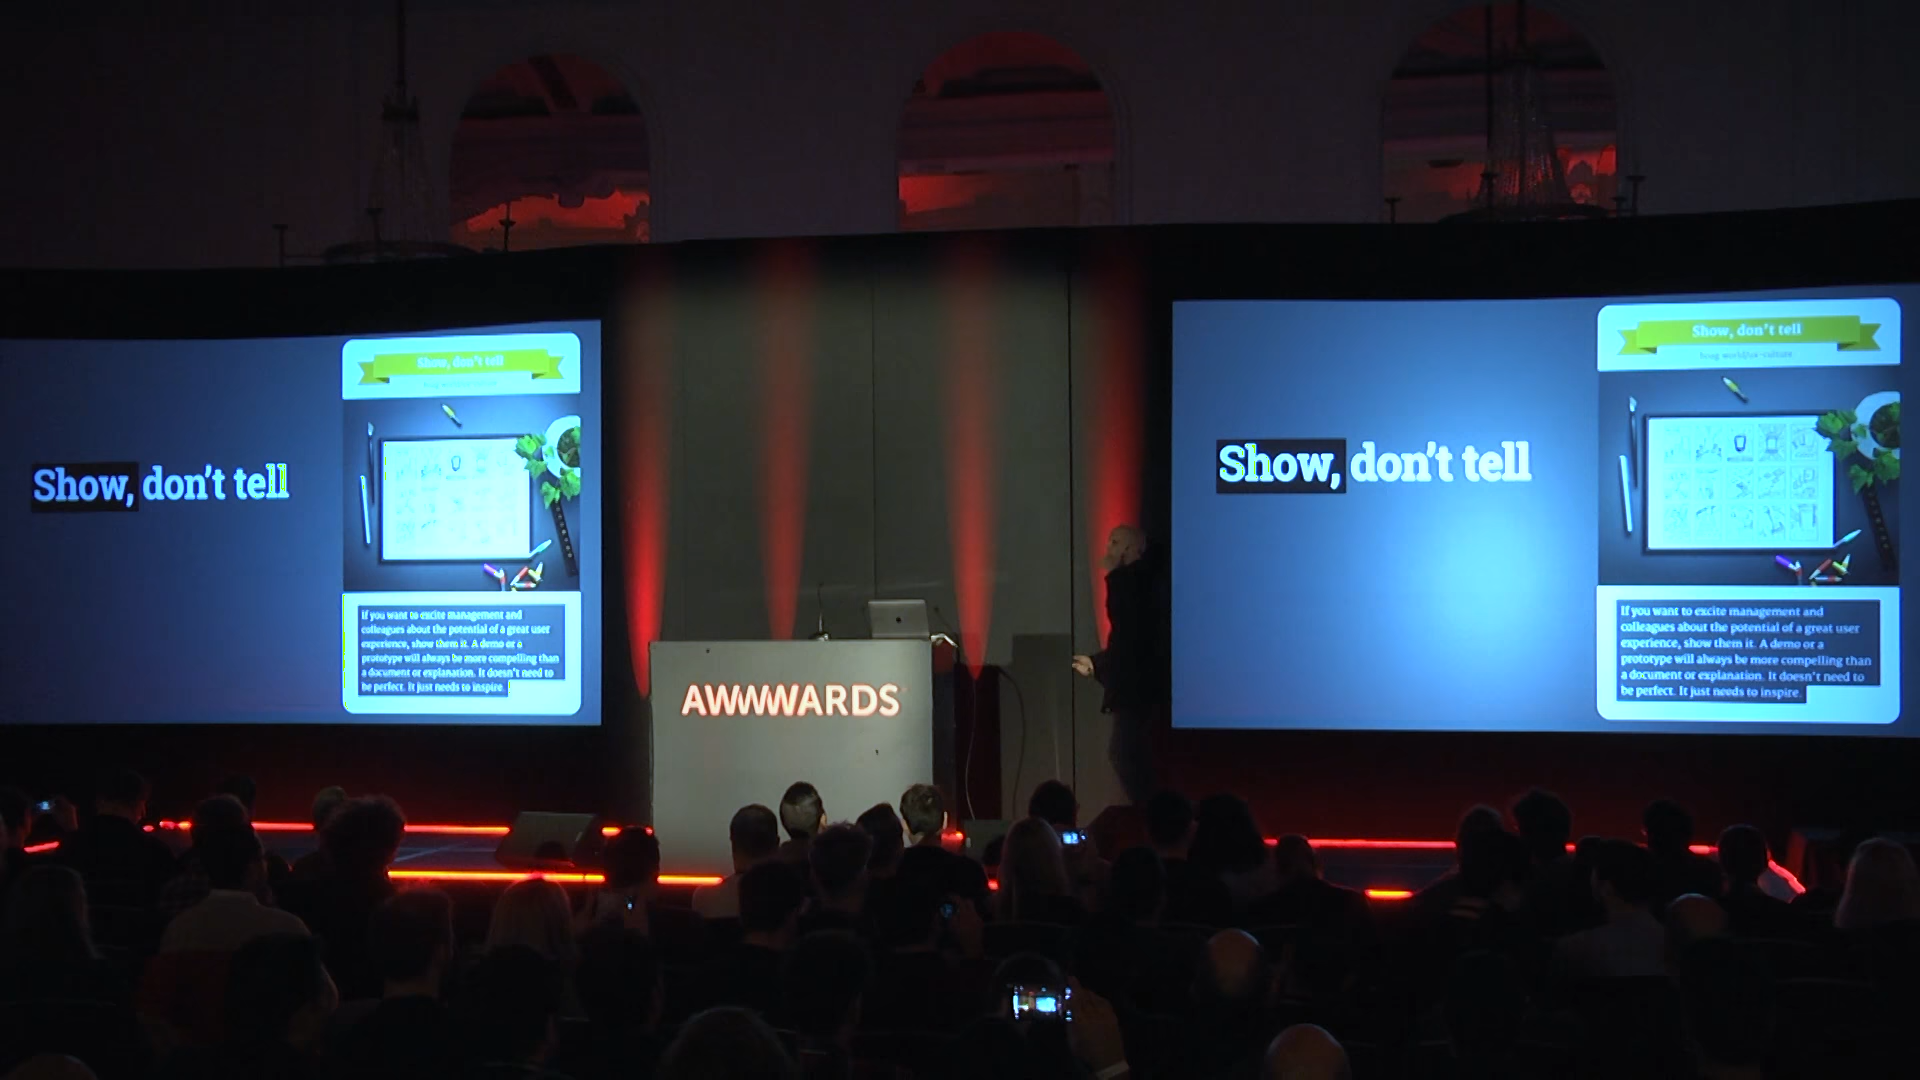 Show, don't tell
Show, don't tell
If you want to excite management and
colleagues about the potential of a great user
experience, show them it. A demo or a
prototype will always be more compelling than
a document or explanation. It doesn't need to
be perfect. It just needs to inspire.
AWWWARDS
Show, don't tell
Show, don't tell
boag.world/ux-culture
If you want to excite management and
colleagues about the potential of a great user
experience, show them it. A demo or a
prototype will always be more compelling than
a document or explanation. It doesn't need to
be perfect. It just needs to inspire.